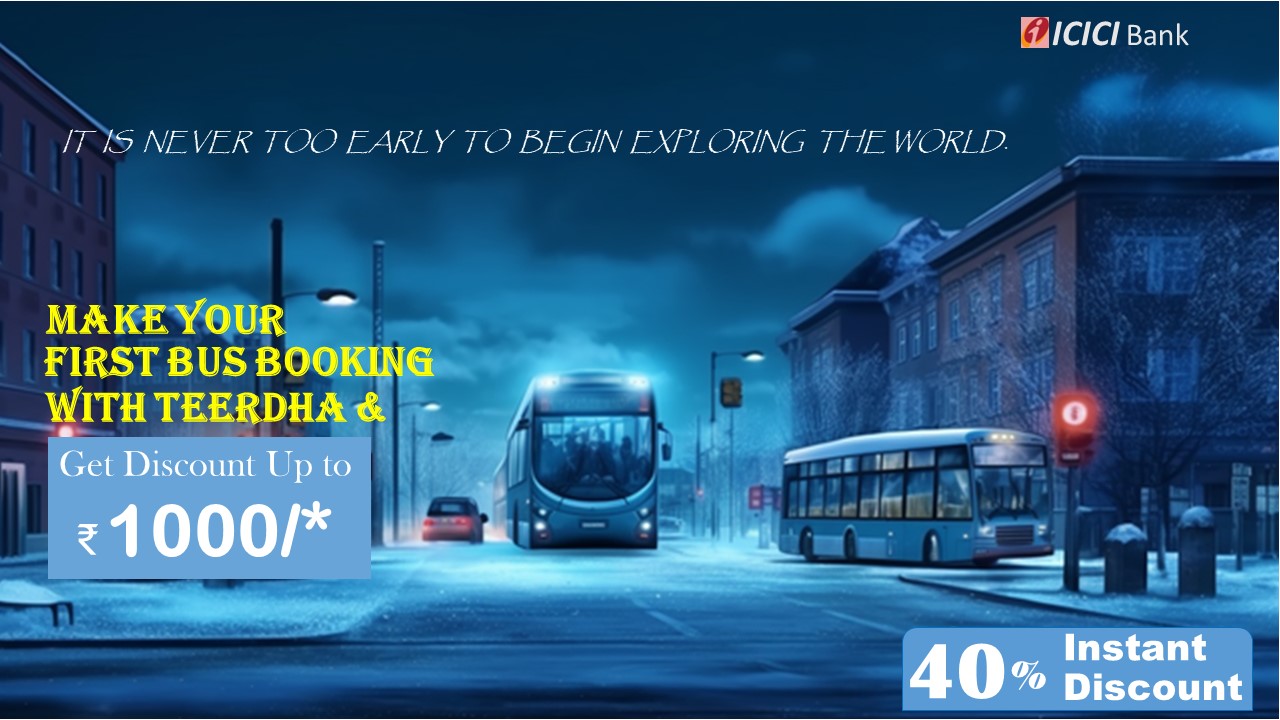 ICICI Bank
IT IS NEVER TOO EARLY TO BEGIN EXPLORING THE WORLD.
MAKE YOUR
FIRST BUS BOOKING
WITH TEERDHA &
Get Discount Up to
₹ 1000/*
40% Instant
Discount